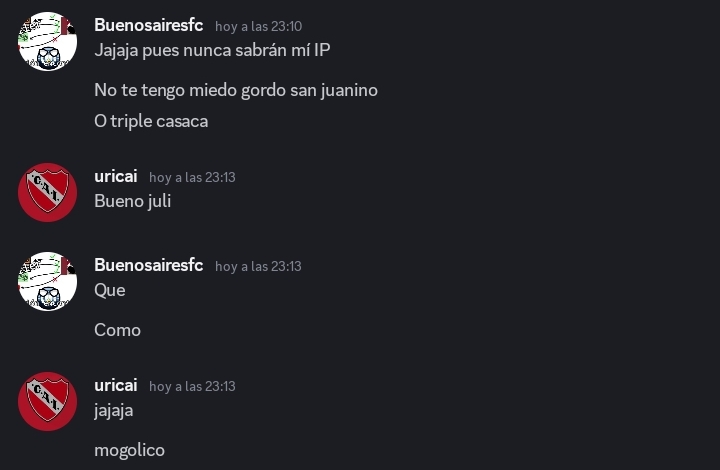 Buenosairesfc hoy a las 23:10
Jajaja pues nunca sabrán mí IP
No te tengo miedo gordo san juanino
O triple casaca
uricai hoy a las 23:13
Bueno juli
Buenosairesfc hoy a las 23:13
Que
Como
uricai hoy a las 23:13
jajaja
mogolico